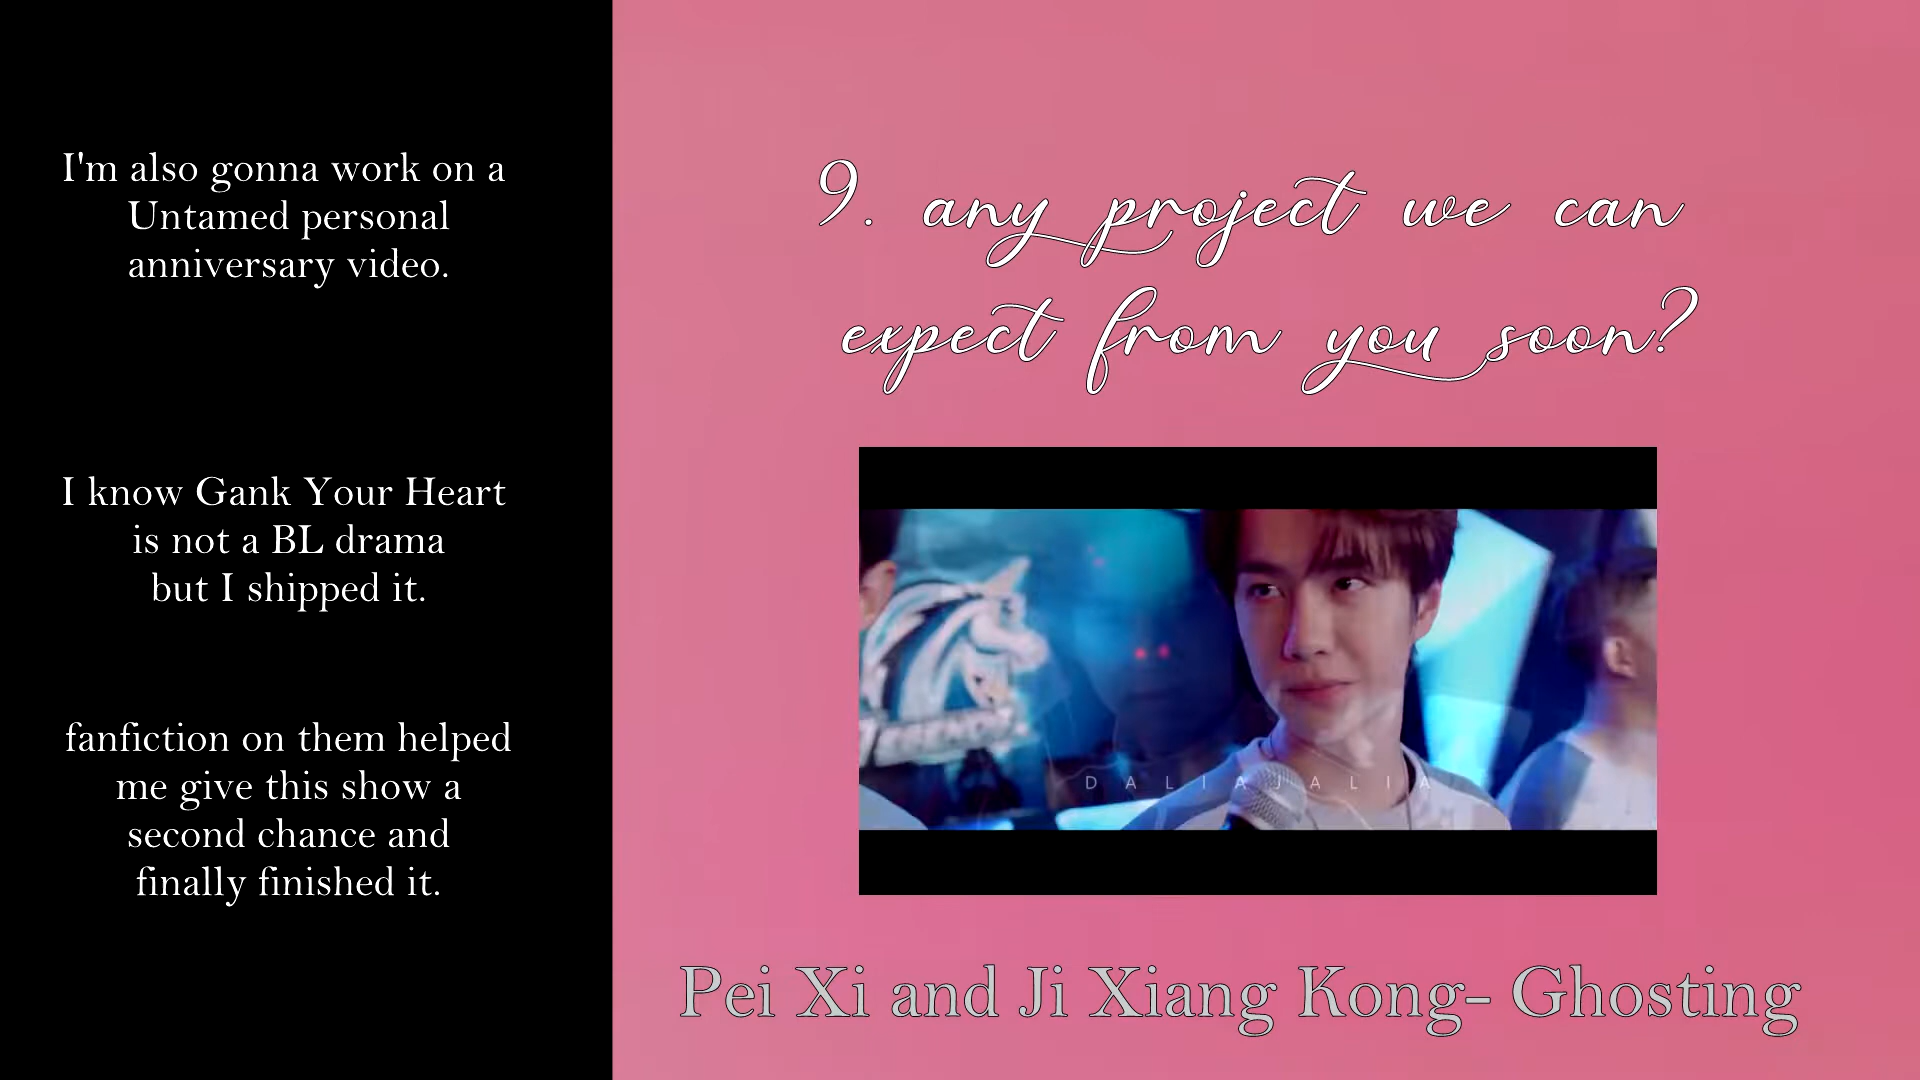 I'm also gonna work on a
Untamed personal
anniversary video.
I know Gank Your Heart
is not a BL drama
but I shipped it.
fanfiction on them helped
me give this show a
second chance and
finally finished it.
9. any project we can
expect from you soon?
DALIAJALIA
Pei Xi and Ji Xiang Kong- Ghosting